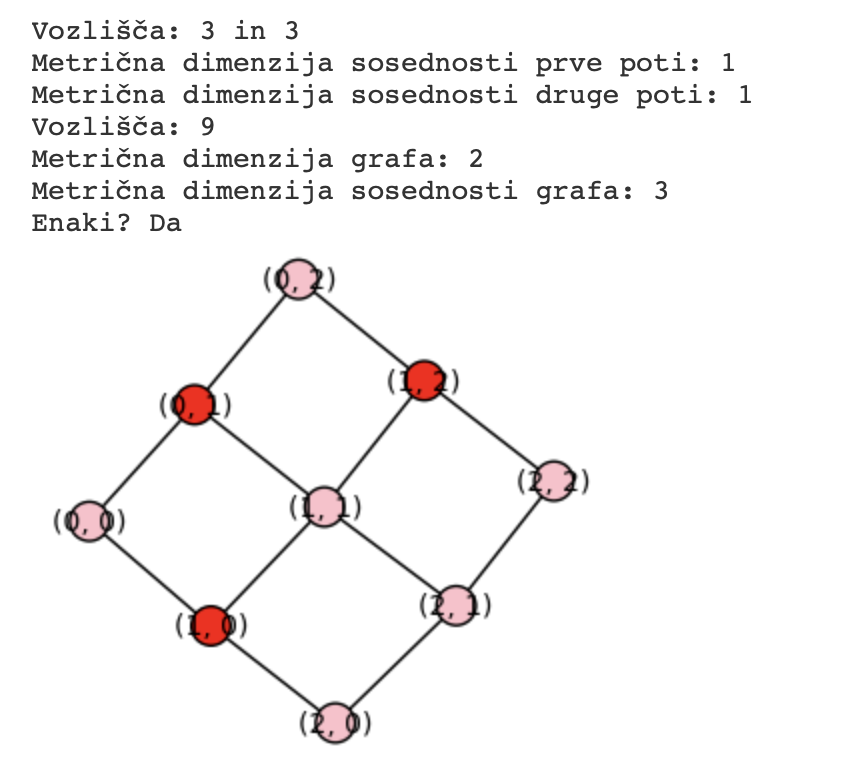 Vozlišča: 3 in 3
Metrična dimenzija sosednosti prve poti: 1
Metrična dimenzija sosednosti druge poti: 1
Vozlišča: 9
Metrična dimenzija grafa: 2
Metrična dimenzija sosednosti grafa: 3
Enaki? Da
(0, 2)
(1, 2)
(0, 1)
(2, 2)
(1, 1)
(0, 0)
(2, 1)
(1, 0)
(2, 0)